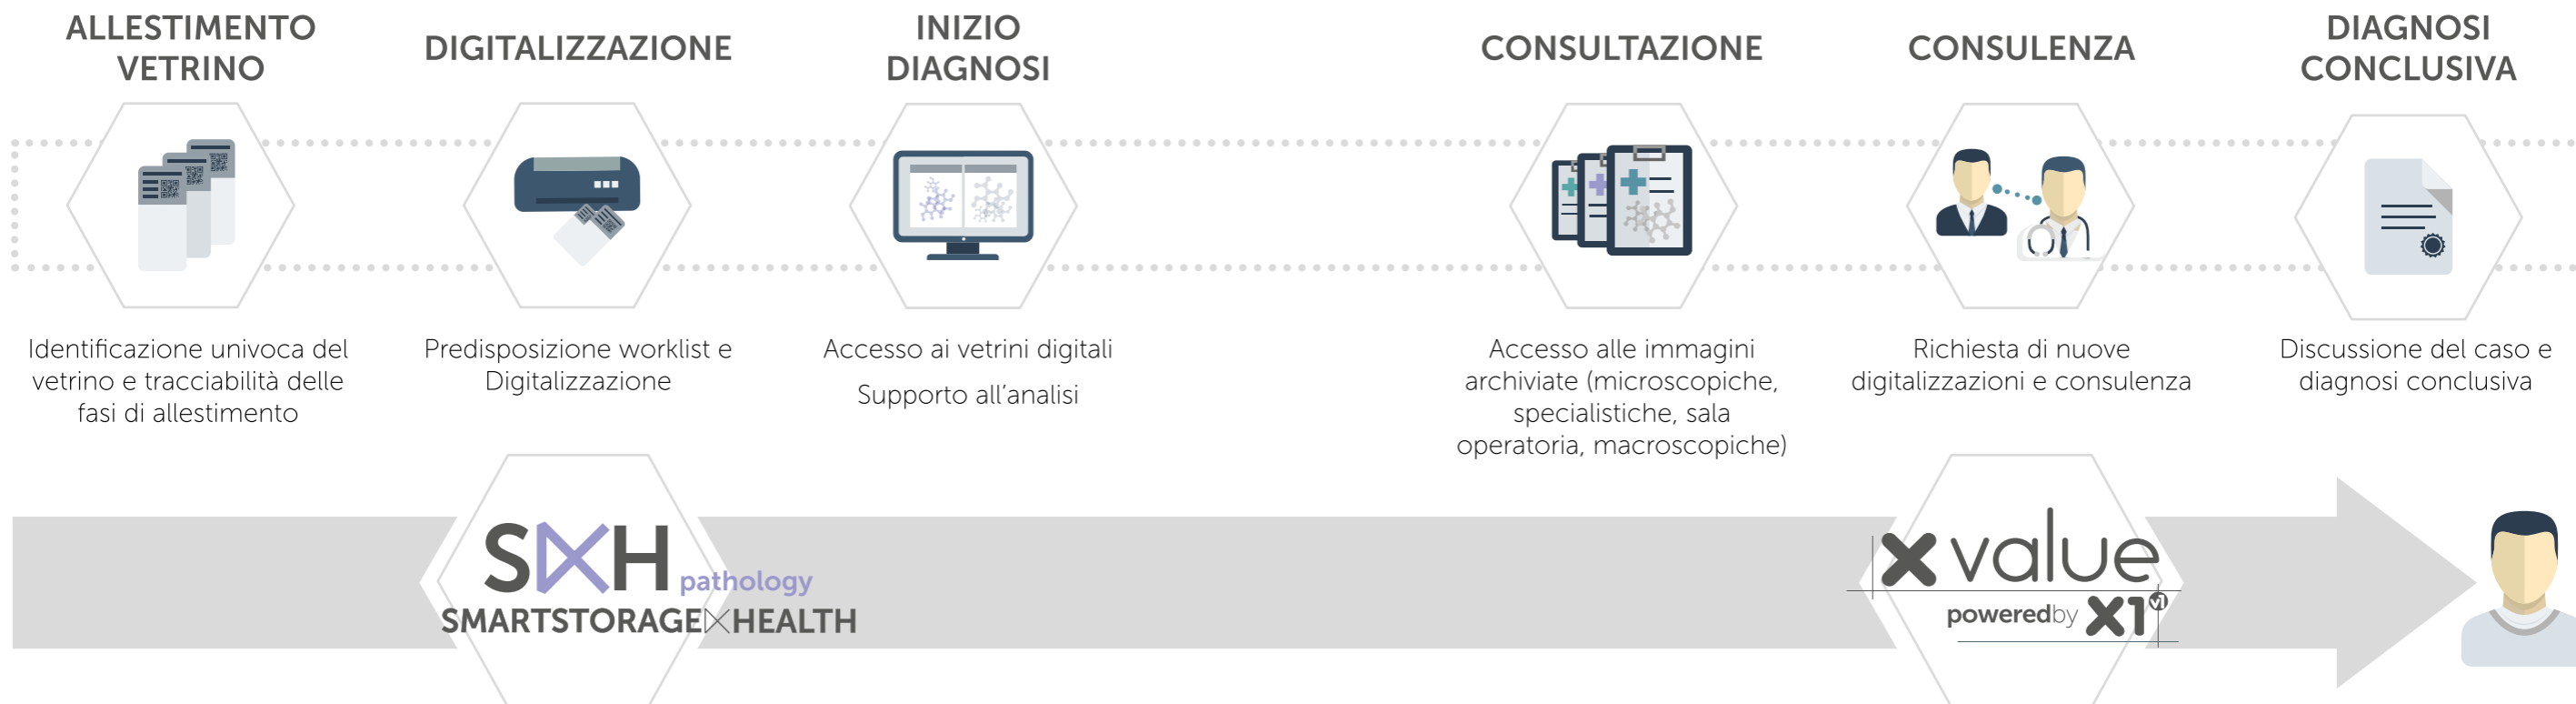 ALLESTIMENTO
VETRINO
Identificazione univoca del
vetrino e tracciabilità delle
fasi di allestimento
DIGITALIZZAZIONE
Predisposizione worklist e
Digitalizzazione
INIZIO
DIAGNOSI
Accesso ai vetrini digitali
Supporto all'analisi
CONSULTAZIONE
Accesso alle immagini
archiviate (microscopiche,
specialistiche, sala
operatoria, macroscopiche)
CONSULENZA
Richiesta di nuove
digitalizzazioni e consulenza
DIAGNOSI
CONCLUSIVA
Discussione del caso e
diagnosi conclusiva
SXH pathology
SMARTSTORAGEXHEALTH
x value
poweredby X1 v1